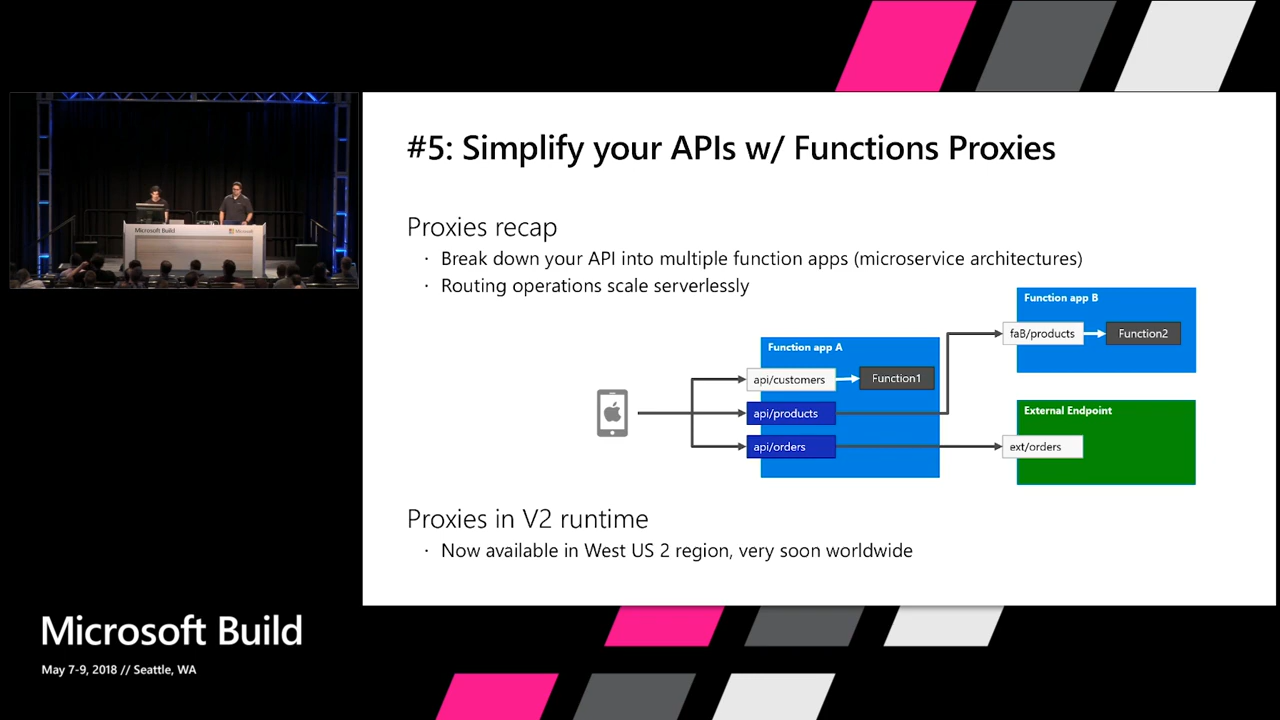 #5: Simplify your APIs w/ Functions Proxies
Proxies recap
· Break down your API into multiple function apps (microservice architectures)
· Routing operations scale serverlessly
Function app B
faB/products
Function2
Function app A
api/customers
Function1
api/products
api/orders
External Endpoint
ext/orders
Proxies in V2 runtime
· Now available in West US 2 region, very soon worldwide
Microsoft Build
Microsoft
Microsoft Build
May 7-9, 2018 // Seattle, WA